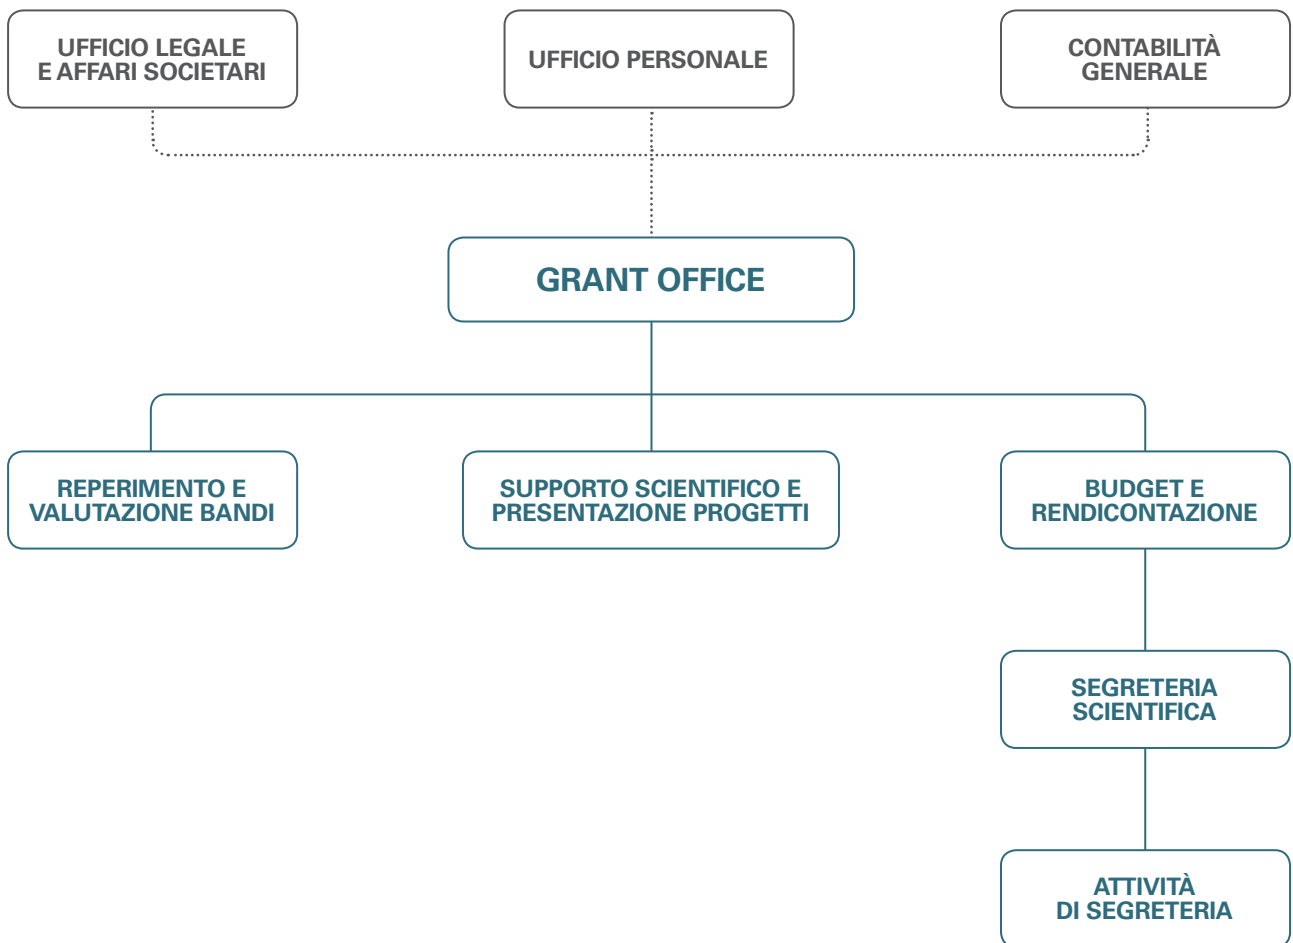 UFFICIO LEGALE
E AFFARI SOCIETARI
UFFICIO PERSONALE
CONTABILITÀ
GENERALE
GRANT OFFICE
REPERIMENTO E
VALUTAZIONE BANDI
SUPPORTO SCIENTIFICO E
PRESENTAZIONE PROGETTI
BUDGET E
RENDICONTAZIONE
SEGRETERIA
SCIENTIFICA
ATTIVITÀ
DI SEGRETERIA